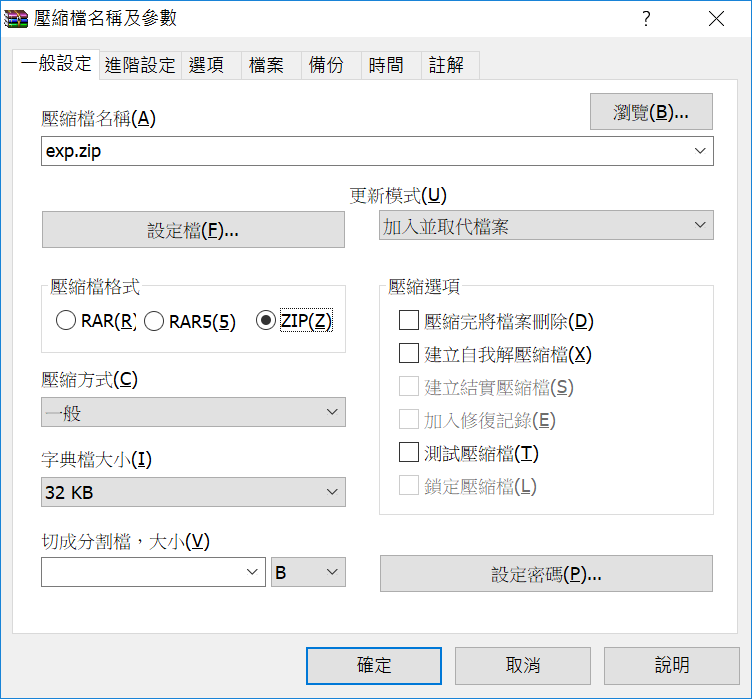 壓縮檔名稱及參數
?
一般設定 進階設定 選項 檔案 備份 時間 註解
壓縮檔名稱(A)
瀏覽(B)...
exp.zip
更新模式(U)
設定檔(F)...
加入並取代檔案
壓縮檔格式
RAR(R) RAR5(5) ZIP(Z)
壓縮方式(C)
一般
字典檔大小(I)
32 KB
切成分割檔，大小(V)
B
壓縮選項
壓縮完將檔案刪除(D)
建立自我解壓縮檔(X)
建立結實壓縮檔(S)
加入修復記錄(E)
測試壓縮檔(T)
鎖定壓縮檔(L)
設定密碼(P)...
確定 取消 說明